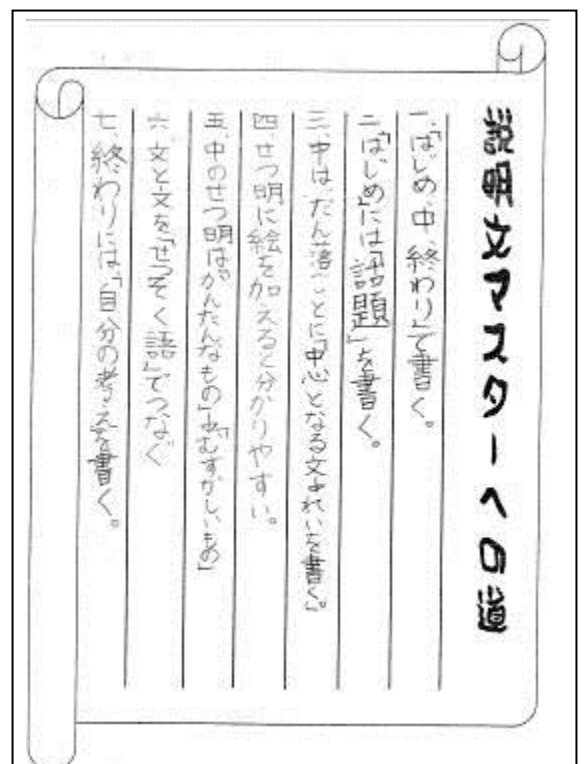 説明文マスターへの道
一、「はじめ、中、終わり」で書く。
二、「はじめ」には「話題」を書く。
三、中は、だん落ごとに「中心となる文」よれいを書く。
四、せつ明に絵を加えると分かりやすい。
五、中のせつ明は、「かんたんなもの」→「むずかしいもの」
六、文と文を「せつぞく語」でつなぐ
七、終わりには、「自分の考え」を書く。